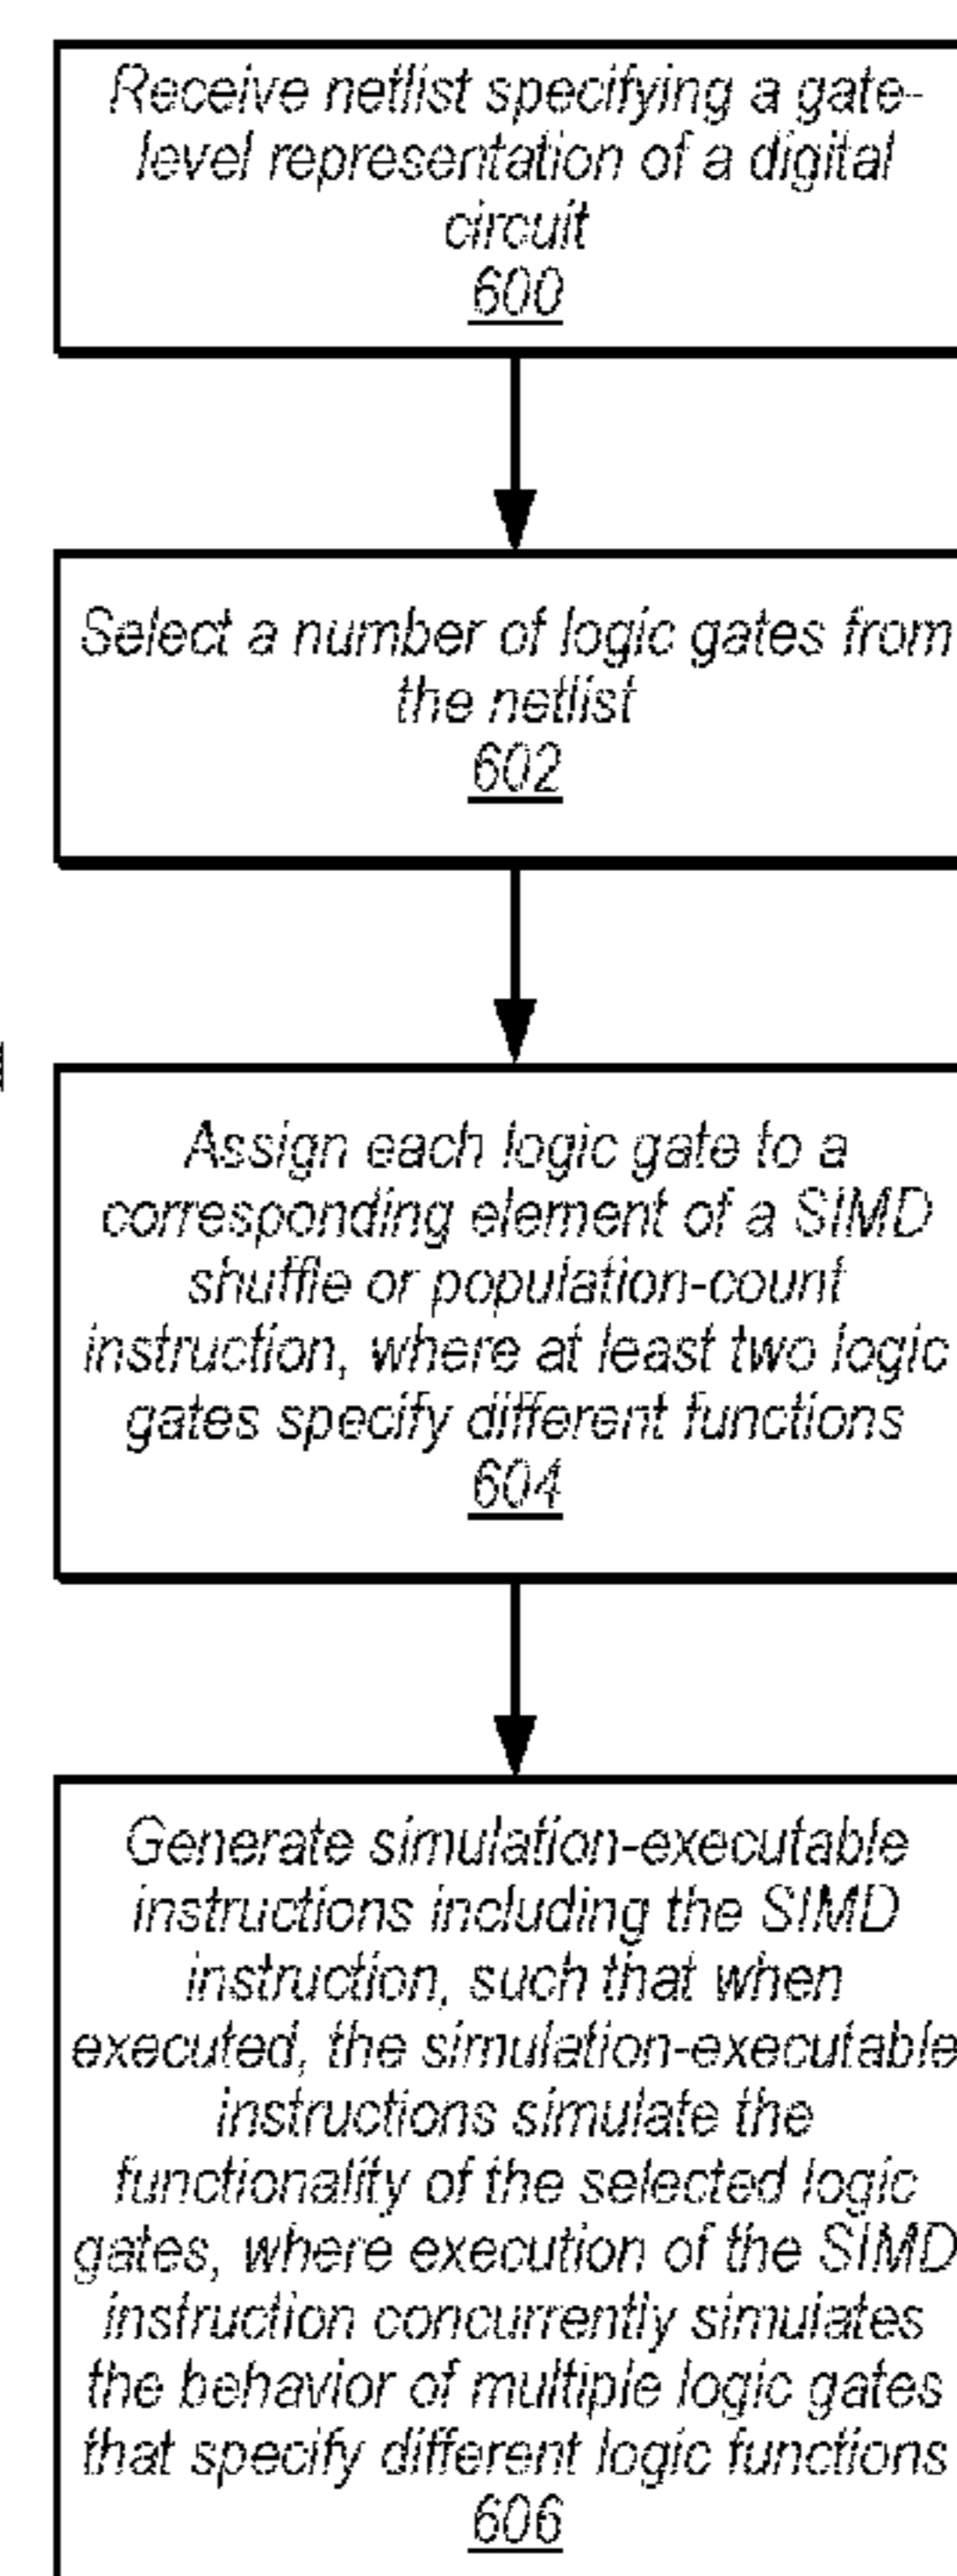 Receive netlist specifying a gate-
level representation of a digital
circuit
600
Select a number of logic gates from
the netlist
602
Assign each logic gate to a
corresponding element of a SIMD
shuffle or population-count
instruction, where at least two logic
gates specify different functions
604
Generate simulation-executable
instructions including the SIMD
instruction, such that when
executed, the simulation-executable
instructions simulate the
functionality of the selected logic
gates, where execution of the SIMD
instruction concurrently simulates
the behavior of multiple logic gates
that specify different logic functions
606